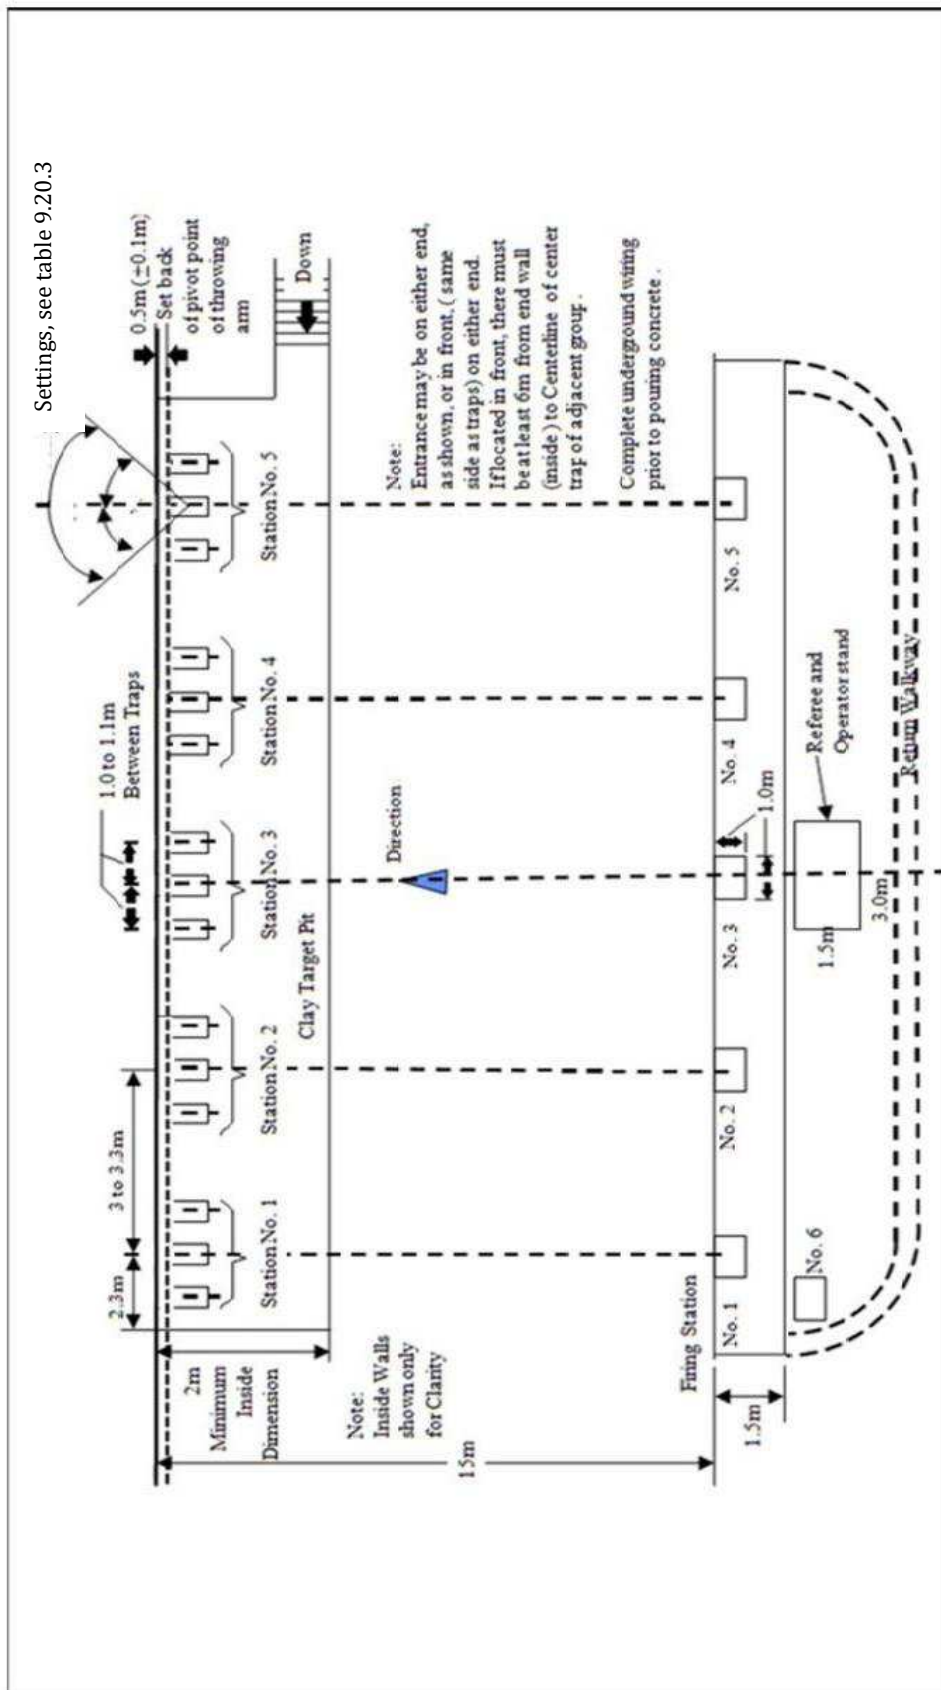 Settings, see table 9.20.3
0.5m (±0.1m)
Set back
of pivot point
of throwing
arm
1.0 to 1.1m
Between Traps
3 to 3.3m
2.3m
Station No. 1
Station No. 2
Station No. 3
Station No. 4
Station No. 5
Down
2m
Minimum
Inside
Dimension
Clay Target Pit
Note:
Inside Walls
shown only
for Clarity
15m
Direction
Note:
Entrance may be on either end,
as shown, or in front, ( same
side as traps) on either end.
If located in front, there must
be at least 6m from end wall
(inside ) to Centerline of center
trap of adjacent group .
Complete underground wiring
prior to pouring concrete .
Firing Station
No. 1
No. 2
No. 3
No. 4
No. 5
1.0m
1.5m
No. 6
1.5m
3.0m
Referee and
Operator stand
Return Walkway